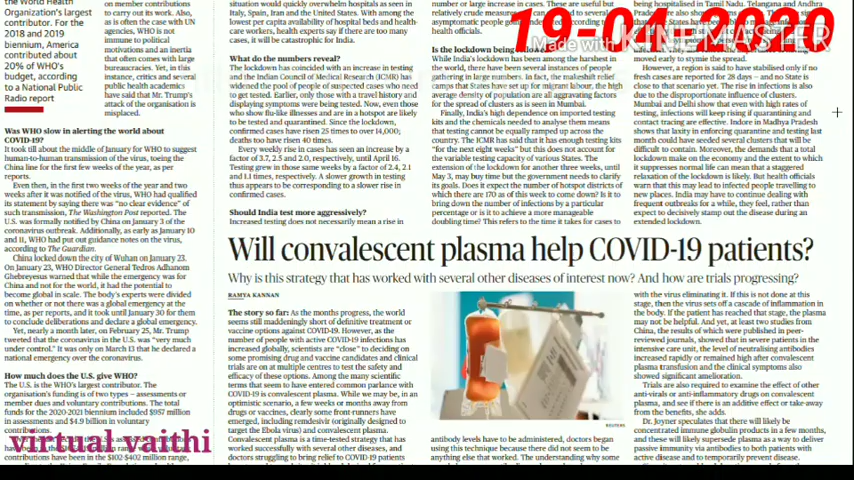 World Health
Organization's largest
contributor. For the
2018 and 2019
biennium, America
contributed about
20% of WHO's
budget, according
to a National Public
Radio report
on member contributions
to carry out its work. Also,
as is often the case with UN
agencies, WHO is not
immune to political
motivations and an inertia
that often comes with large
bureaucracies. Yet, in this
instance, critics and several
public health academics
have said that Mr. Trump's
attack of the organisation is
misplaced.
Was WHO slow in alerting the world about
COVID-19?
It took till about the middle of January for WHO to suggest
human-to-human transmission of the virus, toeing the
China line for the first few weeks of the year, as per
reports.
Even then, in the first two weeks of the year and two
weeks after it was notified of the virus, WHO had qualified
its statement by saying there was "no clear evidence" of
such transmission, The Washington Post reported. The
U.S. was formally notified by China on January 3 of the
coronavirus outbreak. Additionally, as early as January 10
and 11, WHO had put out guidance notes on the virus,
according to The Guardian.
China locked down the city of Wuhan on January 23.
On January 23, WHO Director General Tedros Adhanom
Ghebreyesus warned that while the emergency was for
China and not for the world, it had the potential to
become global in scale. The body's experts were divided
on whether or not there was a global emergency at the
time, as per reports, and it took until January 30 for them
to conclude deliberations and declare a global emergency.
Yet, nearly a month later, on February 25, Mr. Trump
tweeted that the coronavirus in the U.S. was "very much
under control". It was only on March 13 that he declared a
national emergency over the coronavirus.
How much does the U.S. give WHO?
The U.S. is the WHO's largest contributor. The
organisation's funding is of two types – assessments or
member dues and voluntary contributions. The total
funds for the 2020-2021 biennium included $957 million
in assessments and $4.9 billion in voluntary
contributions.
contributions have been in the $102-$402 million range,
virtual vaithi
situation would quickly overwhelm hospitals as seen in
Italy, Spain, Iran and the United States. With among the
lowest per capita availability of hospital beds and health-
care workers, health experts say if there are too many
cases, it will be catastrophic for India.
What do the numbers reveal?
The lockdown has coincided with an increase in testing
and the Indian Council of Medical Research (ICMR) has
widened the pool of people of suspected cases who need
to get tested. Earlier, only those with a travel history and
displaying symptoms were being tested. Now, even those
who show flu-like illnesses and are in a hotspot are likely
to be tested and quarantined. Since the lockdown,
confirmed cases have risen 25 times to over 14,000;
deaths too have risen 40 times.
Every weekly rise in cases has seen an increase by a
factor of 3.7, 2.5 and 2.0, respectively, until April 16.
Testing grew in those same weeks by a factor of 2.4, 2.1
and 1.1 times, respectively. A slower growth in testing
thus appears to be corresponding to a slower rise in
confirmed cases.
Should India test more aggressively?
Increased testing does not necessarily mean a rise in
number or large increase in cases. These are useful but
relatively crude measures
asymptomatic people
health officials.
Is the lockdown being
While India's lockdown has been among the harshest in
the world, there have been several instances of people
gathering in large numbers. In fact, the makeshift relief
camps that States have set up for migrant labour, the high
average density of population are all aggravating factors
for the spread of clusters as is seen in Mumbai.
Finally, India's high dependence on imported testing
kits and the chemicals needed to analyse them means
that testing cannot be equally ramped up across the
country. The ICMR has said that it has enough testing kits
"for the next eight weeks" but this does not account for
the variable testing capacity of various States. The
extension of the lockdown for another three weeks, until
May 3, may buy time but the government needs to clarify
its goals. Does it expect the number of hotspot districts of
which there are 170 as of this week to come down? Is it to
bring down the number of infections by a particular
percentage or is it to achieve a more manageable
doubling time? This refers to the time it takes for cases to
being hospitalised in Tamil Nadu, Telangana and Andhra
19-04-2020
Made with KINEMASTER
moved early to stymie the spread.
However, a region is said to have stabilised only if no
fresh cases are reported for 28 days – and no State is
close to that scenario yet. The rise in infections is also
due to the disproportionate influence of clusters.
Mumbai and Delhi show that even with high rates of
testing, infections will keep rising if quarantining and
contact tracing are effective. Indore in Madhya Pradesh
shows that laxity in enforcing quarantine and testing last
month could have seeded several clusters that will be
difficult to contain. Moreover, the demands that a total
lockdown make on the economy and the extent to which
it suppresses normal life can mean that a staggered
relaxation of the lockdown is likely. But health officials
warn that this may lead to infected people travelling to
new places. India may have to continue dealing with
frequent outbreaks for a while, they feel, rather than
expect to decisively stamp out the disease during an
extended lockdown.
Will convalescent plasma help COVID-19 patients?
Why is this strategy that has worked with several other diseases of interest now? And how are trials progressing?
RAMYA KANNAN
The story so far: As the months progress, the world
seems still maddeningly short of definitive treatment or
vaccine options against COVID-19. However, as the
number of people with active COVID-19 infections has
increased globally, scientists are "close" to deciding on
some promising drug and vaccine candidates and clinical
trials are on at multiple centres to test the safety and
efficacy of these options. Among the many scientific
terms that seem to have entered common parlance with
COVID-19 is convalescent plasma. While we may be, in an
optimistic scenario, a few weeks or months away from
drugs or vaccines, clearly some front-runners have
emerged, including remdesivir (originally designed to
target the Ebola virus) and convalescent plasma.
Convalescent plasma is a time-tested strategy that has
worked successfully with several other diseases, and
doctors struggling to bring relief to COVID-19 patients
REUTERS
antibody levels have to be administered, doctors began
using this technique because there did not seem to be
anything else that worked. The understanding why some
with the virus eliminating it. If this is not done at this
stage, then the virus sets off a cascade of inflammation in
the body. If the patient has reached that stage, the plasma
may not be helpful. And yet, at least two studies from
China, the results of which were published in peer-
reviewed journals, showed that in severe patients in the
intensive care unit, the level of neutralising antibodies
increased rapidly or remained high after convalescent
plasma transfusion and the clinical symptoms also
showed significant amelioration.
Trials are also required to examine the effect of other
anti-virals or anti-inflammatory drugs on convalescent
plasma, and see if there is an additive effect or take-away
from the benefits, she adds.
Dr. Joyner speculates that there will likely be
concentrated immune globulin products in a few months,
and these will likely supersede plasma as a way to deliver
passive immunity via antibodies to both patients with
active disease and to temporarily prevent disease.